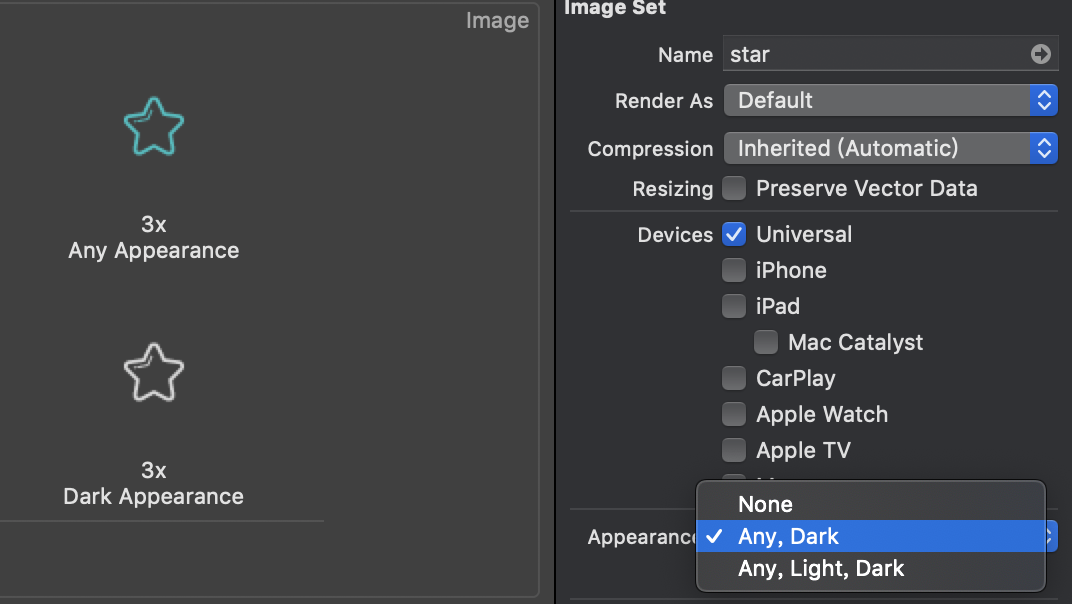 Image
3x
Any Appearance
3x
Dark Appearance
Image Set
Name star
Render As Default
Compression Inherited (Automatic)
Resizing Preserve Vector Data
Devices Universal
iPhone
iPad
Mac Catalyst
CarPlay
Apple Watch
Apple TV
Appearance
None
Any, Dark
Any, Light, Dark